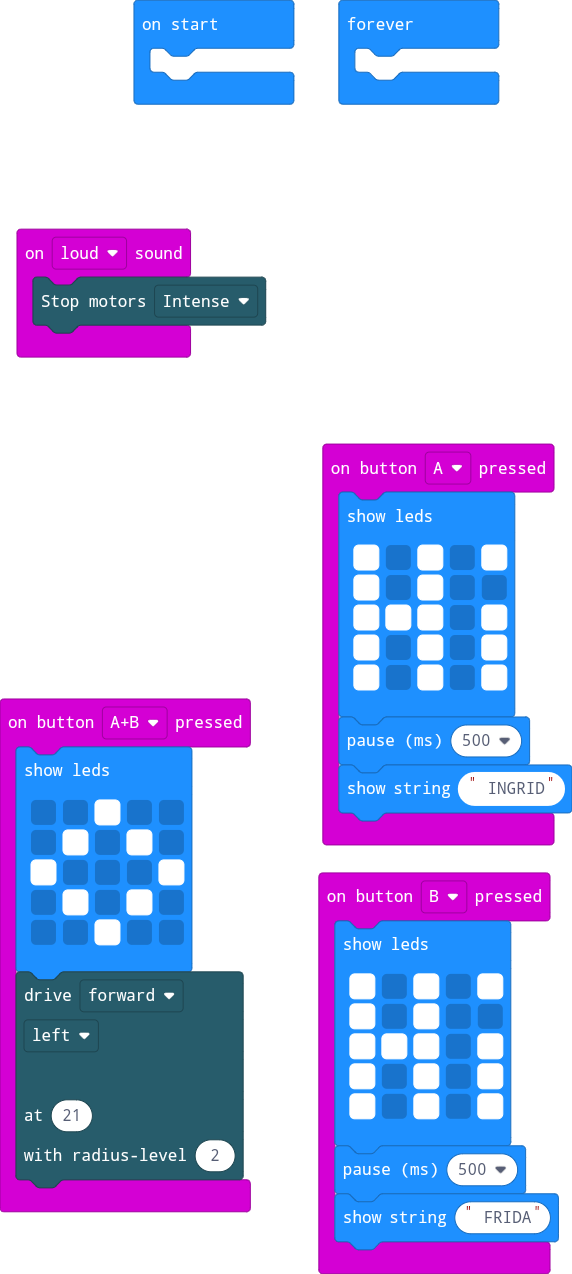 on start
forever
on loud sound
Stop motors Intense
on button A pressed
show leds
pause (ms) 500
show string " INGRID"
on button A+B pressed
show leds
drive forward
left
at 21
with radius-level 2
on button B pressed
show leds
pause (ms) 500
show string " FRIDA"